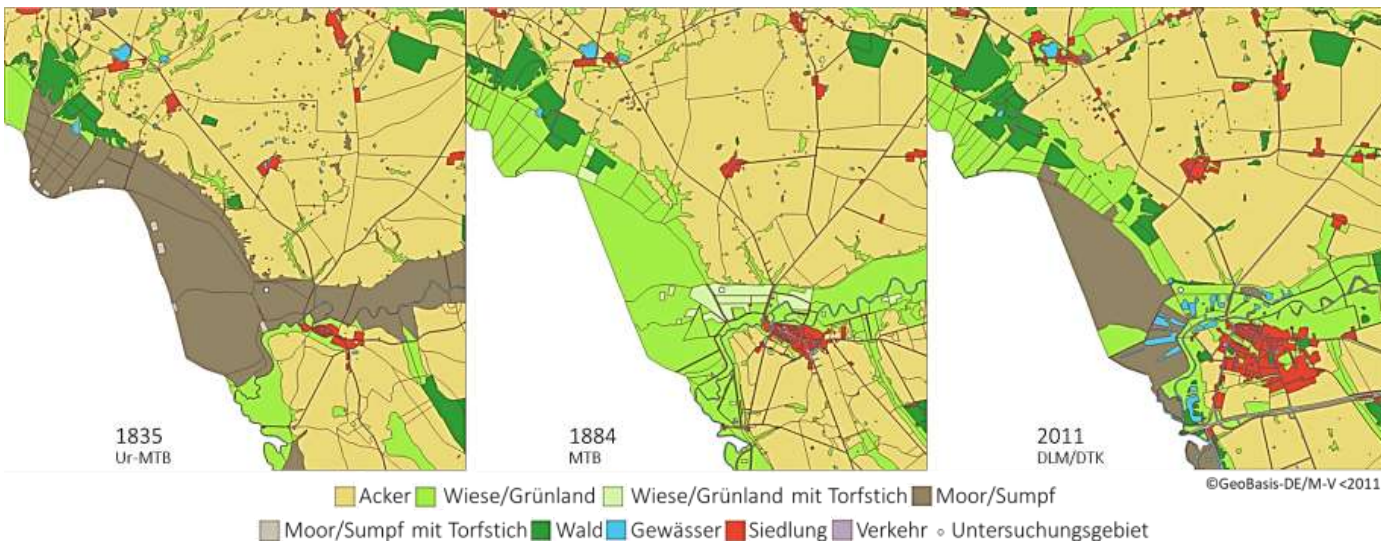 1835
Ur-MTB
1884
MTB
2011
DLM/DTK
©GeoBasis-DE/M-V <2011
Acker Wiese/Grünland Wiese/Grünland mit Torfstich Moor/Sumpf
Moor/Sumpf mit Torfstich Wald Gewässer Siedlung Verkehr Untersuchungsgebiet